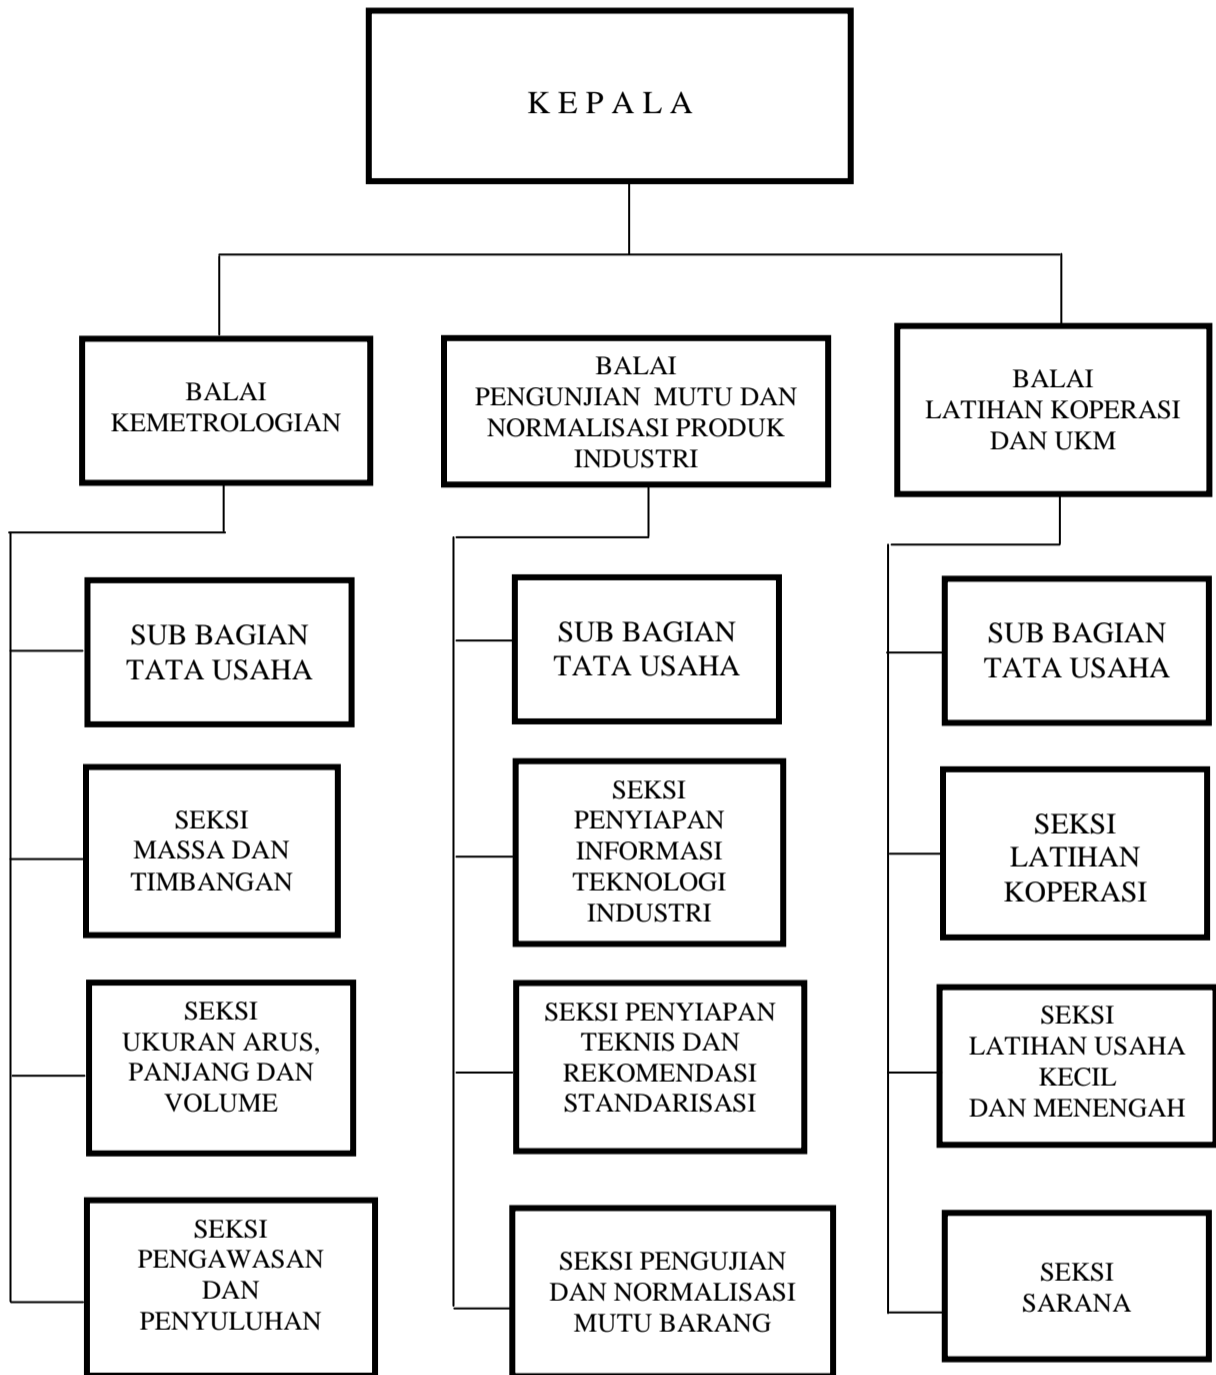 K E P A L A
BALAI
KEMETROLOGIAN
BALAI
PENGUNJIAN MUTU DAN
NORMALISASI PRODUK
INDUSTRI
BALAI
LATIHAN KOPERASI
DAN UKM
SUB BAGIAN
TATA USAHA
SEKSI
MASSA DAN
TIMBANGAN
SEKSI
UKURAN ARUS,
PANJANG DAN
VOLUME
SEKSI
PENGAWASAN
DAN
PENYULUHAN
SUB BAGIAN
TATA USAHA
SEKSI
PENYIAPAN
INFORMASI
TEKNOLOGI
INDUSTRI
SEKSI PENYIAPAN
TEKNIS DAN
REKOMENDASI
STANDARISASI
SEKSI PENGUJIAN
DAN NORMALISASI
MUTU BARANG
SUB BAGIAN
TATA USAHA
SEKSI
LATIHAN
KOPERASI
SEKSI
LATIHAN USAHA
KECIL
DAN MENENGAH
SEKSI
SARANA